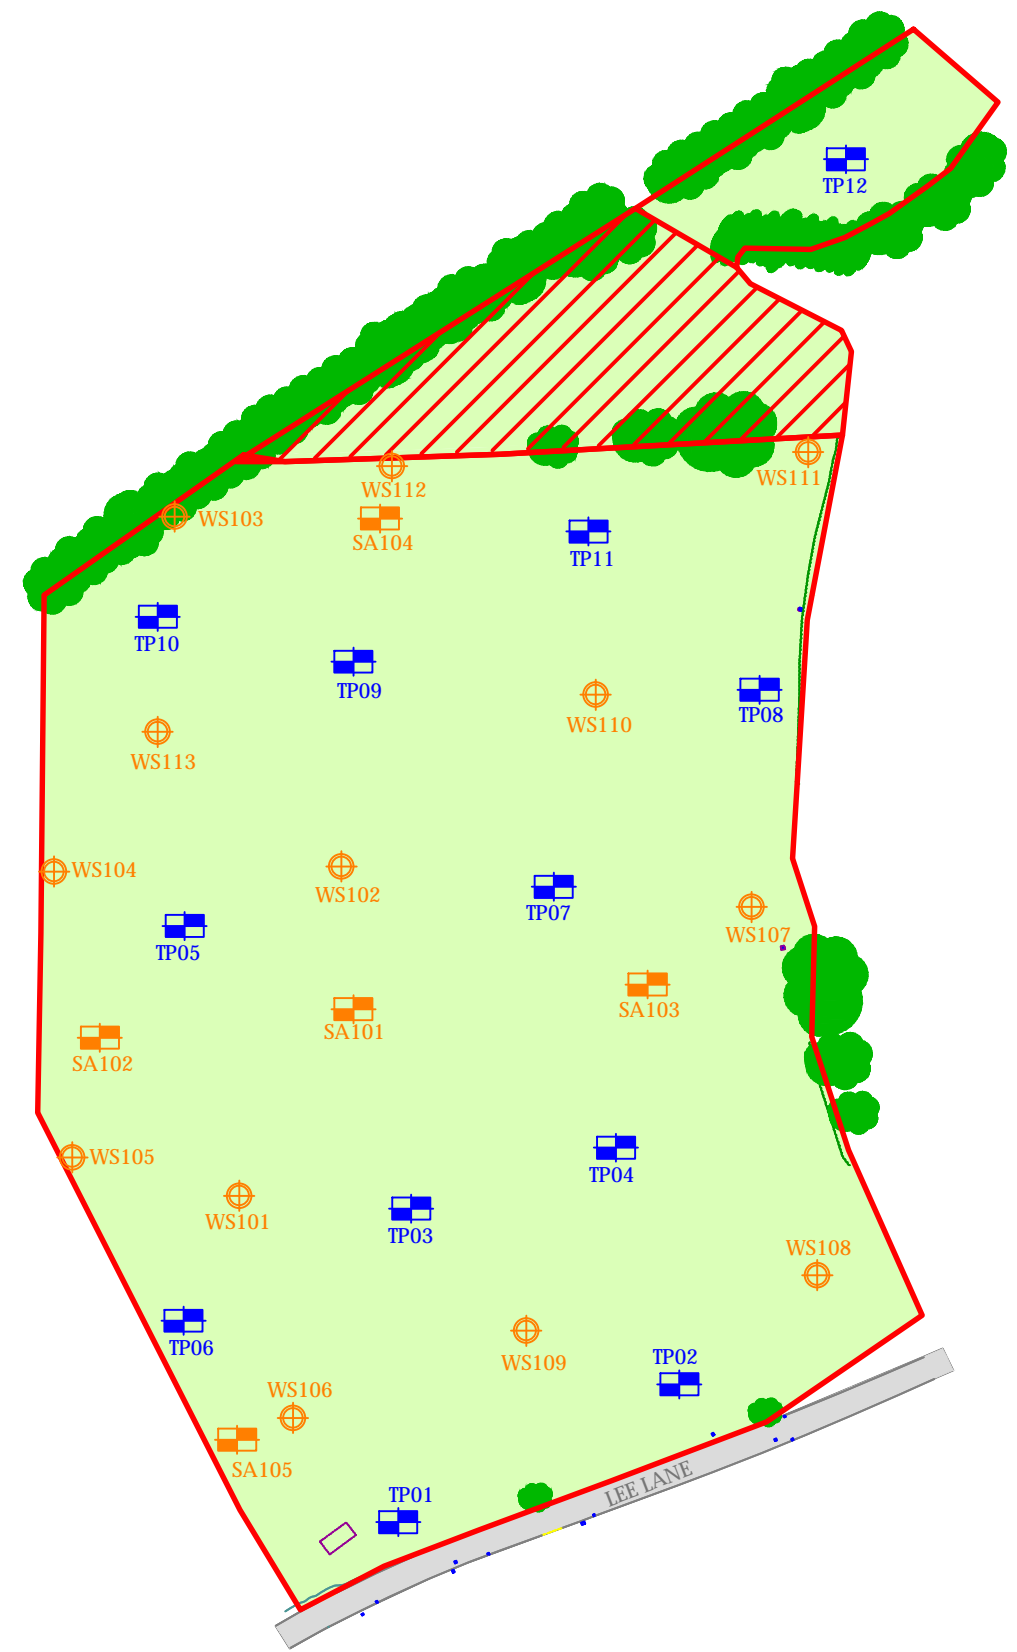 TP12
WS111
WS112
WS103
SA104
TP11
TP10
TP09
TP08
WS110
WS113
WS104
WS102
TP07
WS107
TP05
SA103
SA101
SA102
WS105
TP04
WS101
TP03
WS108
TP06
TP02
WS109
WS106
SA105
LEE LANE
TP01